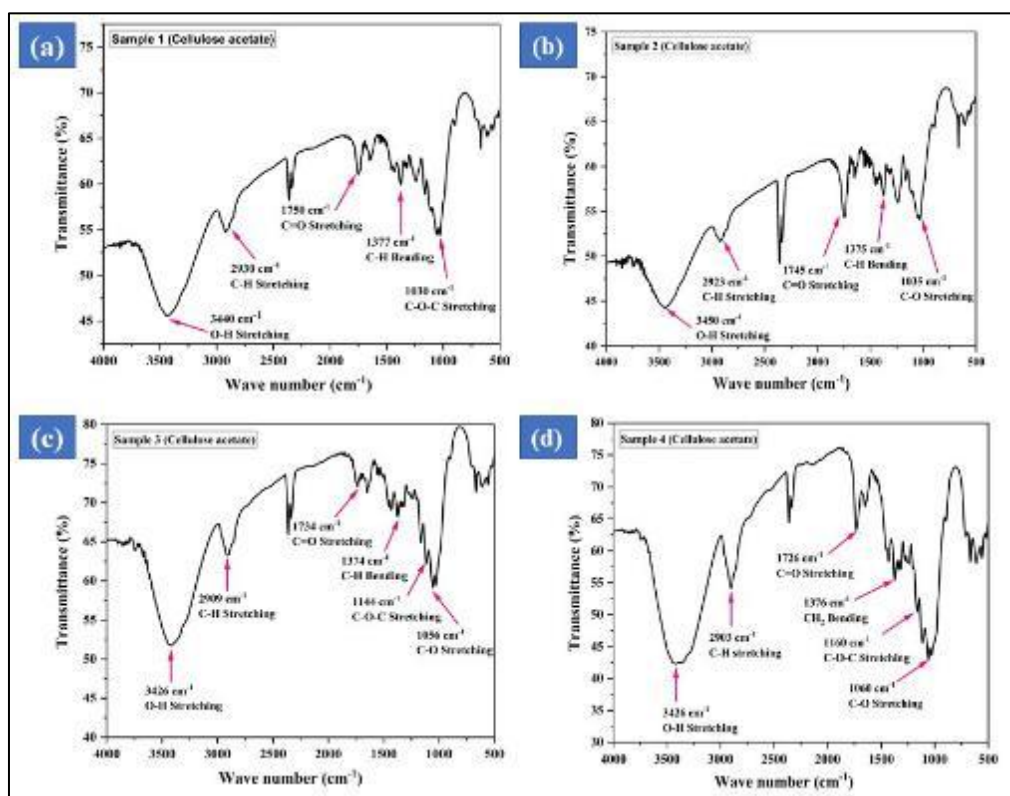 (a)
Sample 1 (Cellulose acetate)
Transmittance (%)
75
70
65
60
55
50
45
1750 cm⁻¹
C=O Stretching
1377 cm⁻¹
C-H Bending
2930 cm⁻¹
C-H Stretching
1030 cm⁻¹
C-O-C Stretching
3440 cm⁻¹
O-H Stretching
4000 3500 3000 2500 2000 1500 1000 500
Wave number (cm⁻¹)
(b)
Sample 2 (Cellulose acetate)
Transmittance (%)
75
70
65
60
55
50
45
40
1375 cm⁻¹
C-H Bending
2923 cm⁻¹
C-H Stretching
1745 cm⁻¹
C=O Stretching
1035 cm⁻¹
C-O Stretching
3450 cm⁻¹
O-H Stretching
4000 3500 3000 2500 2000 1500 1000 500
Wave number (cm⁻¹)
(c)
Sample 3 (Cellulose acetate)
Transmittance (%)
80
75
70
65
60
55
50
45
40
1734 cm⁻¹
C=O Stretching
1374 cm⁻¹
C-H Bending
2909 cm⁻¹
C-H Stretching
1144 cm⁻¹
C-O-C Stretching
1056 cm⁻¹
C-O Stretching
3426 cm⁻¹
O-H Stretching
4000 3500 3000 2500 2000 1500 1000 500
Wave number (cm⁻¹)
(d)
Sample 4 (Cellulose acetate)
Transmittance (%)
80
75
70
65
60
55
50
45
40
35
30
1726 cm⁻¹
C=O Stretching
1376 cm⁻¹
CH₂ Bending
2903 cm⁻¹
C-H stretching
1160 cm⁻¹
C-O-C Stretching
1060 cm⁻¹
C-O Stretching
3426 cm⁻¹
O-H Stretching
4000 3500 3000 2500 2000 1500 1000 500
Wave number (cm⁻¹)